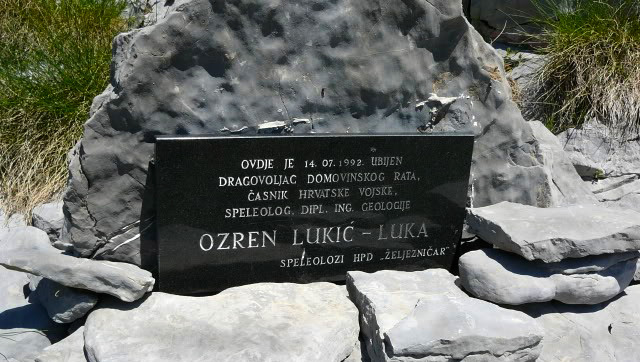 OVDJE JE 14.07.1992. UBIJEN
DRAGOVOLJAC DOMOVINSKOG RATA,
ČASNIK HRVATSKE VOJSKE,
SPELEOLOG, DIPL. ING. GEOLOGIJE
OZREN LUKIĆ – LUKA
SPELEOLOZI HPD „ŽELJEZNIČAR"